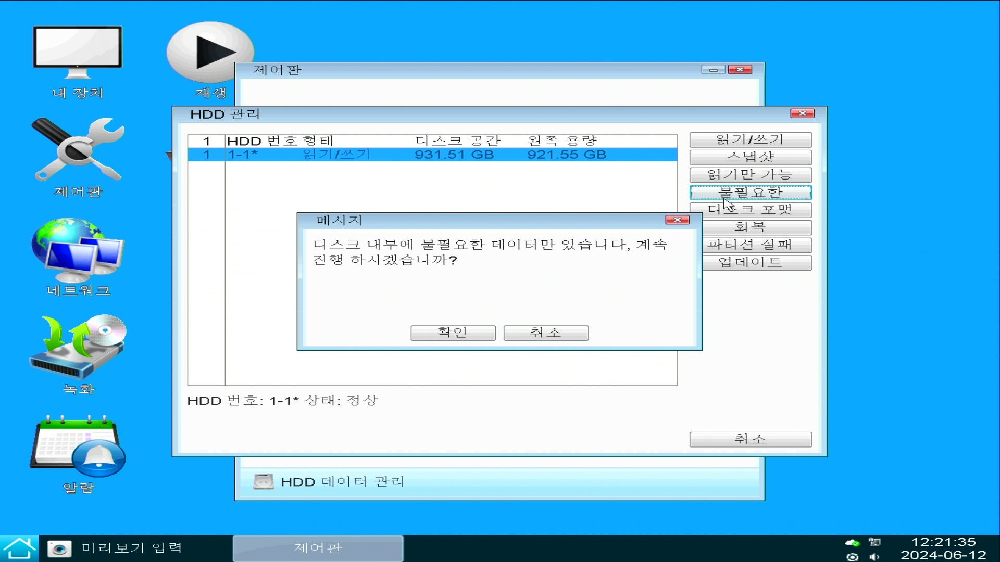 내 장치
재생
제어판
네트워크
녹화
알람
제어판
HDD 관리
1 HDD 번호 형태 디스크 공간 왼쪽 용량
1 1-1* 읽기/쓰기 931.51 GB 921.55 GB
읽기/쓰기
스냅샷
읽기만 가능
불필요한
디스크 포맷
회복
파티션 실패
업데이트
메시지
디스크 내부에 불필요한 데이터만 있습니다, 계속
진행 하시겠습니까?
확인
취소
HDD 번호: 1-1* 상태: 정상
취소
HDD 데이터 관리
미리보기 입력
제어판
12:21:35
2024-06-12